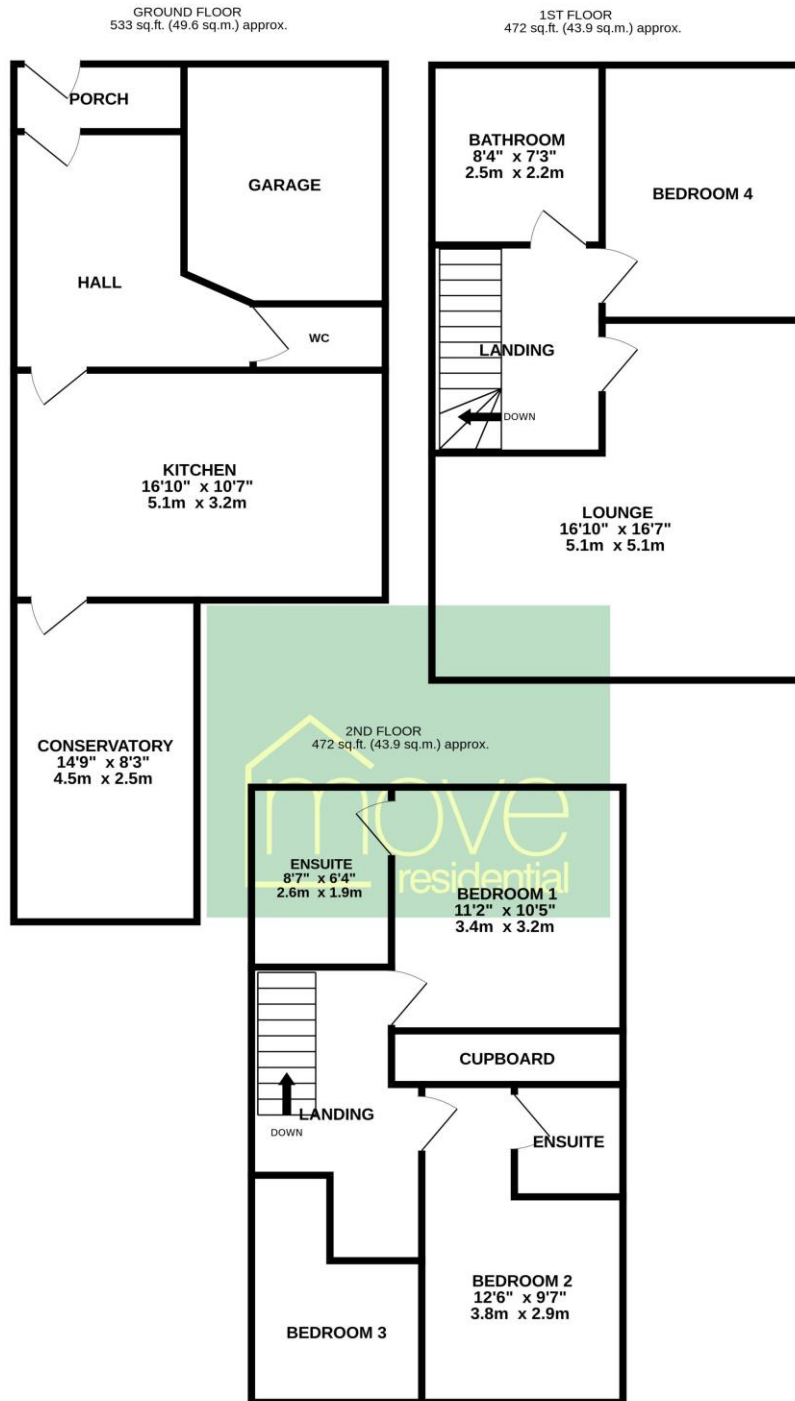 GROUND FLOOR
533 sq.ft. (49.6 sq.m.) approx.
PORCH
GARAGE
HALL
WC
KITCHEN
16'10" x 10'7"
5.1m x 3.2m
CONSERVATORY
14'9" x 8'3"
4.5m x 2.5m
1ST FLOOR
472 sq.ft. (43.9 sq.m.) approx.
BATHROOM
8'4" x 7'3"
2.5m x 2.2m
BEDROOM 4
LANDING
DOWN
LOUNGE
16'10" x 16'7"
5.1m x 5.1m
2ND FLOOR
472 sq.ft. (43.9 sq.m.) approx.
move
residential
ENSUITE
8'7" x 6'4"
2.6m x 1.9m
BEDROOM 1
11'2" x 10'5"
3.4m x 3.2m
CUPBOARD
LANDING
DOWN
ENSUITE
BEDROOM 2
12'6" x 9'7"
3.8m x 2.9m
BEDROOM 3